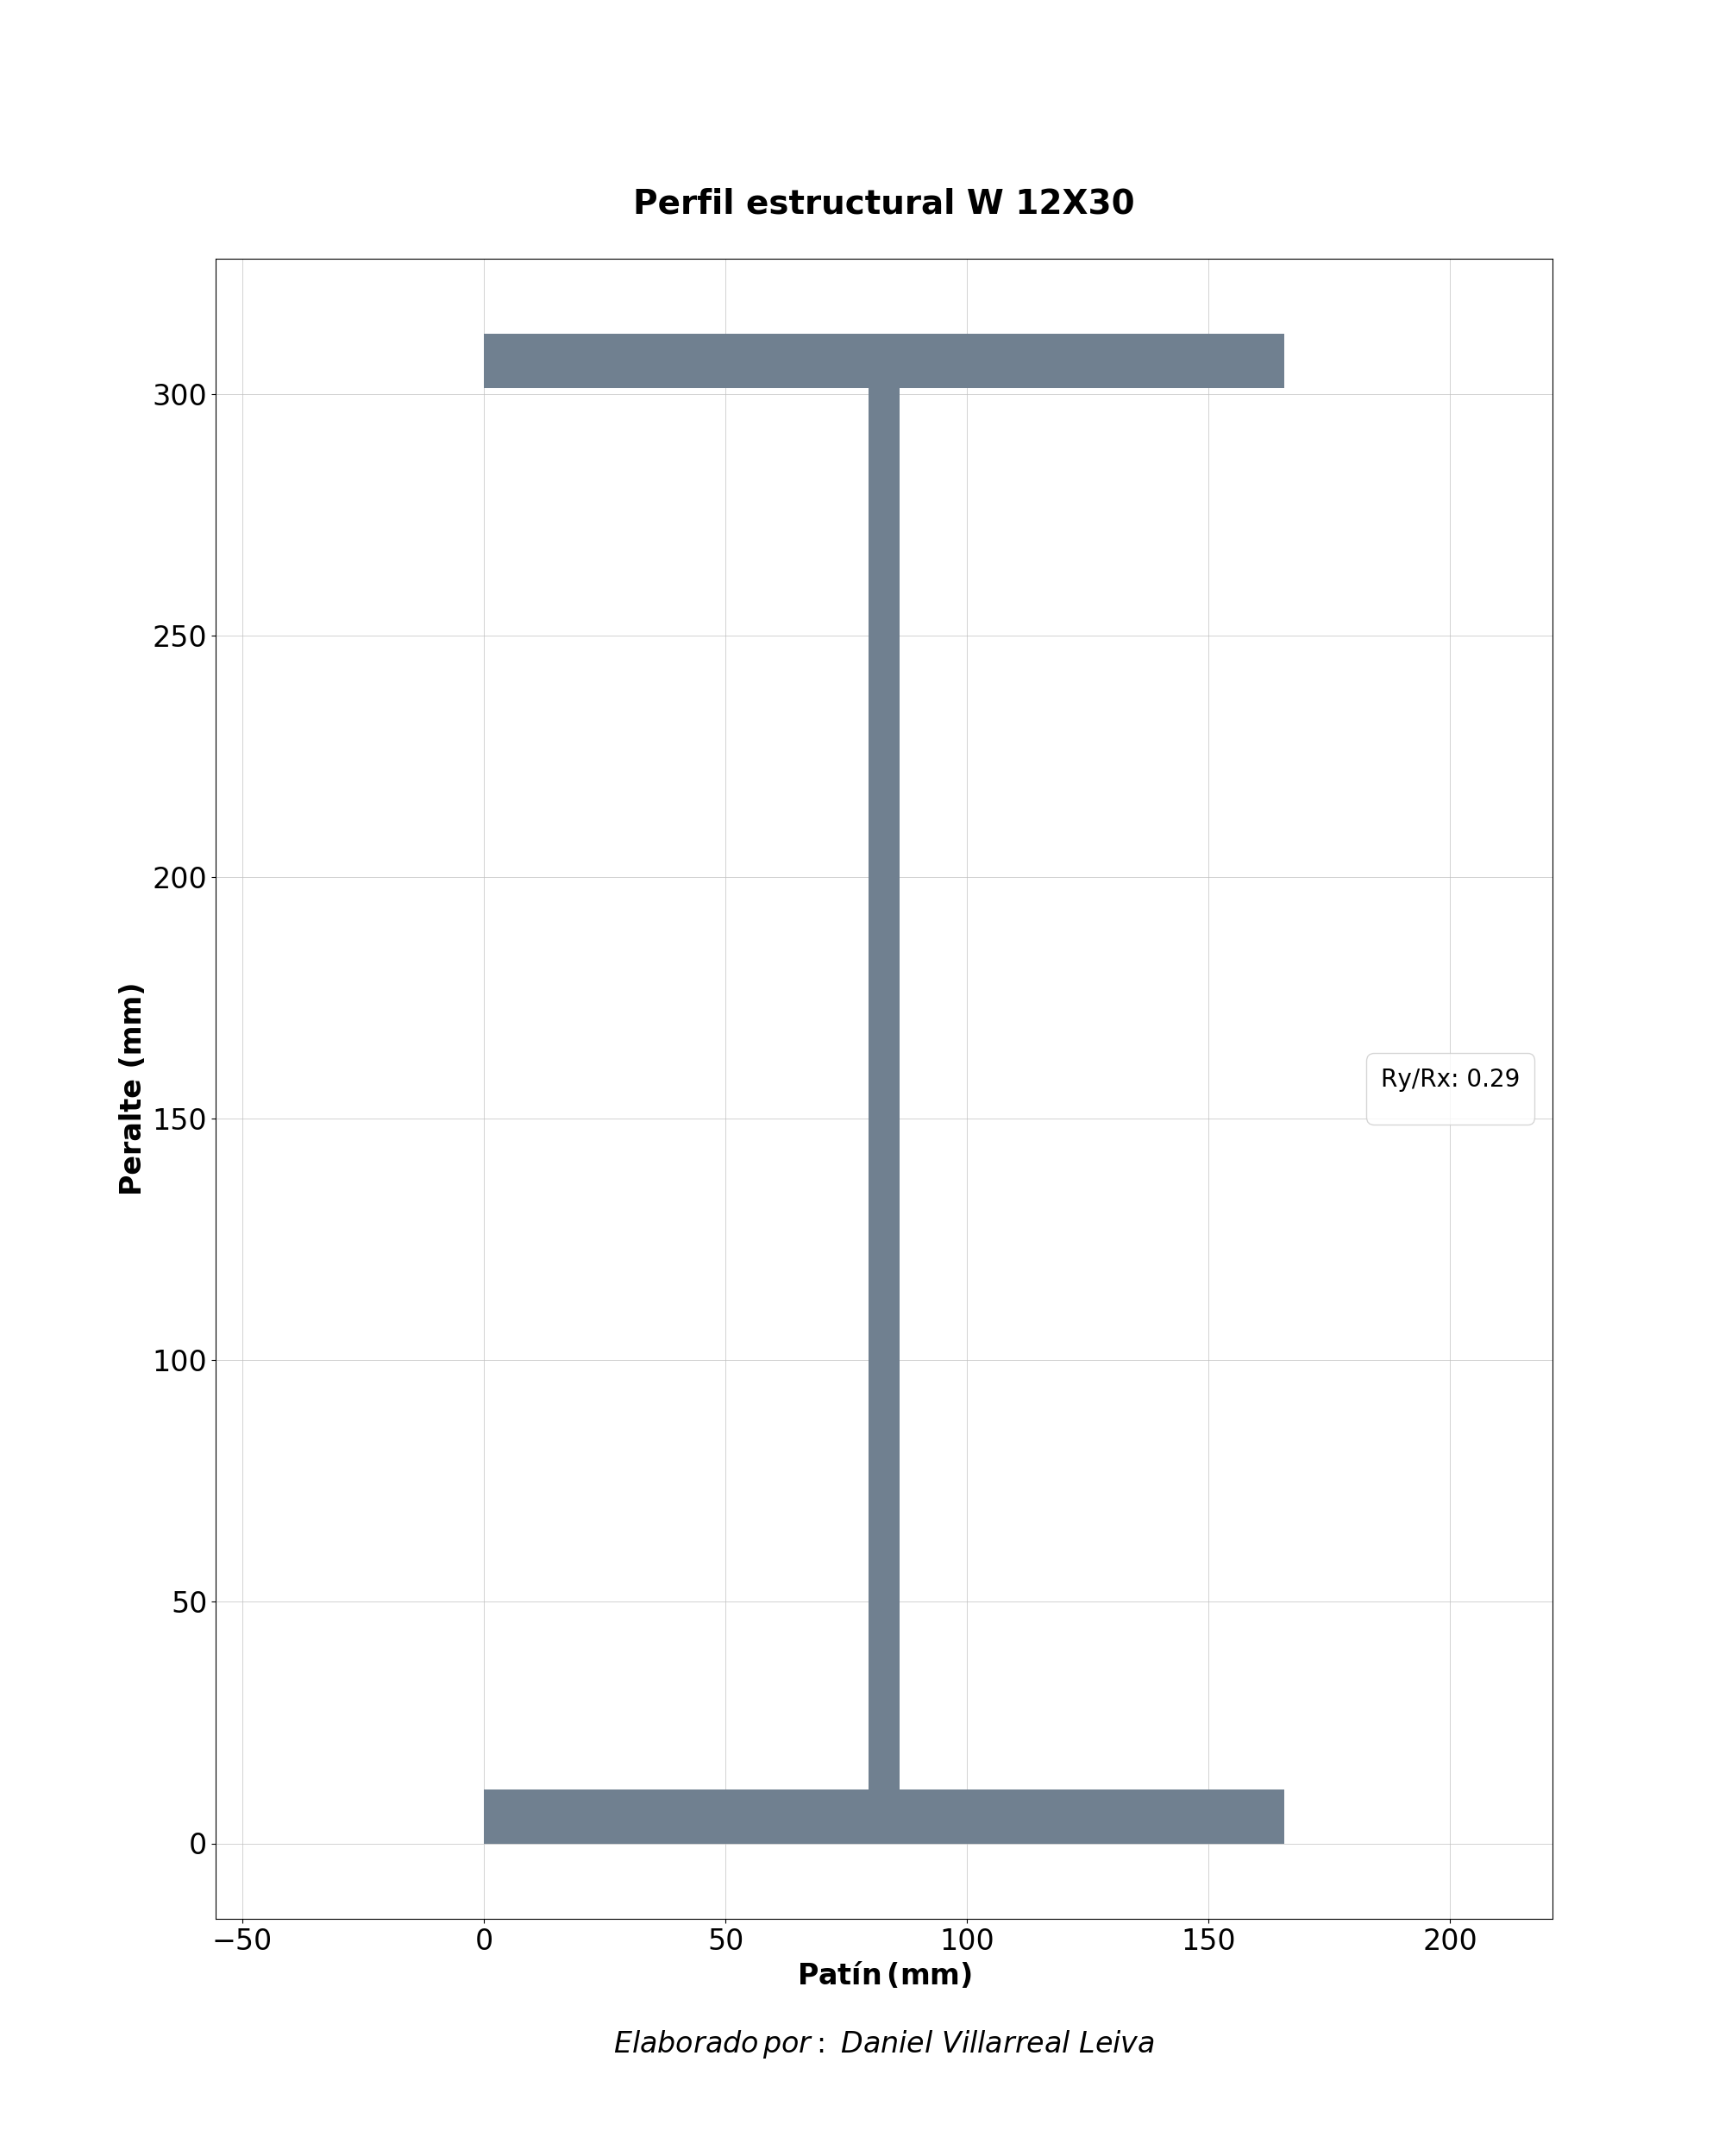 Perfil estructural W 12X30
300
250
200
150
100
50
0
Peralte (mm)
Ry/Rx: 0.29
−50 0 50 100 150 200
Patín (mm)
Elaborado por: Daniel Villarreal Leiva